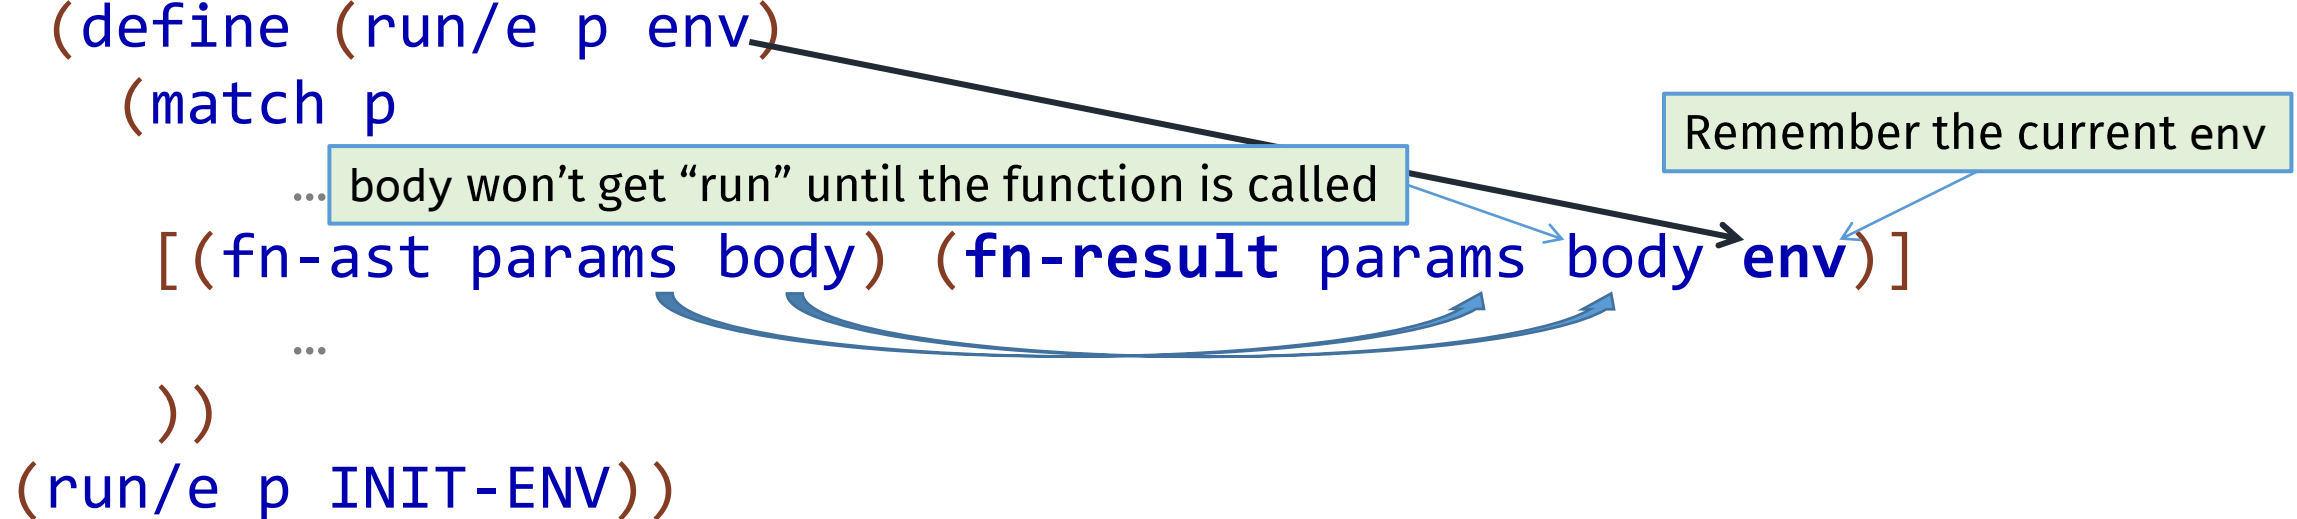 (define (run/e p env)
(match p
Remember the current env
… body won’t get “run” until the function is called
[(fn-ast params body) (fn-result params body env)]
…
))
(run/e p INIT-ENV))